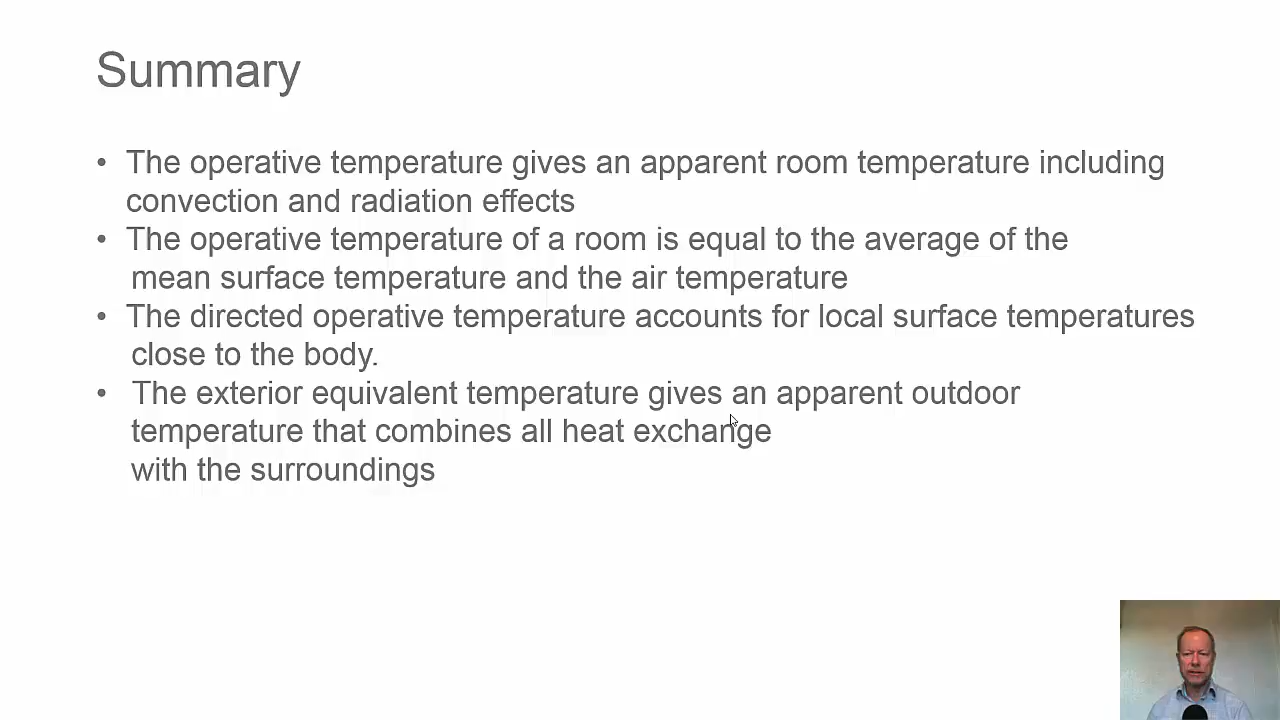 Summary
• The operative temperature gives an apparent room temperature including
convection and radiation effects
• The operative temperature of a room is equal to the average of the
mean surface temperature and the air temperature
• The directed operative temperature accounts for local surface temperatures
close to the body.
• The exterior equivalent temperature gives an apparent outdoor
temperature that combines all heat exchange
with the surroundings